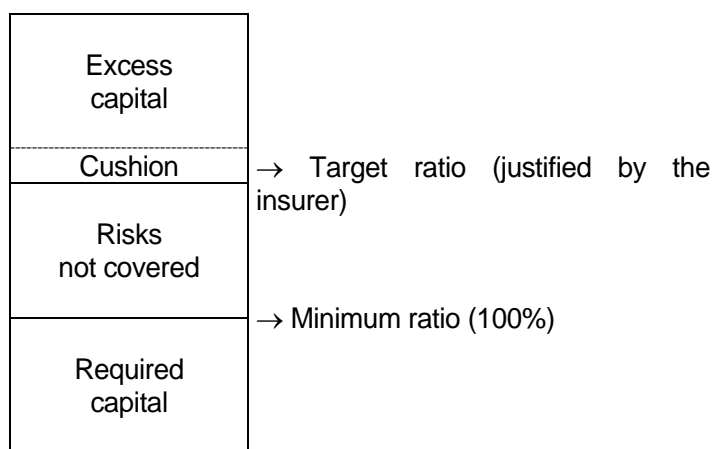 Excess
capital
Cushion
→ Target ratio (justified by the
insurer)
Risks
not covered
→ Minimum ratio (100%)
Required
capital